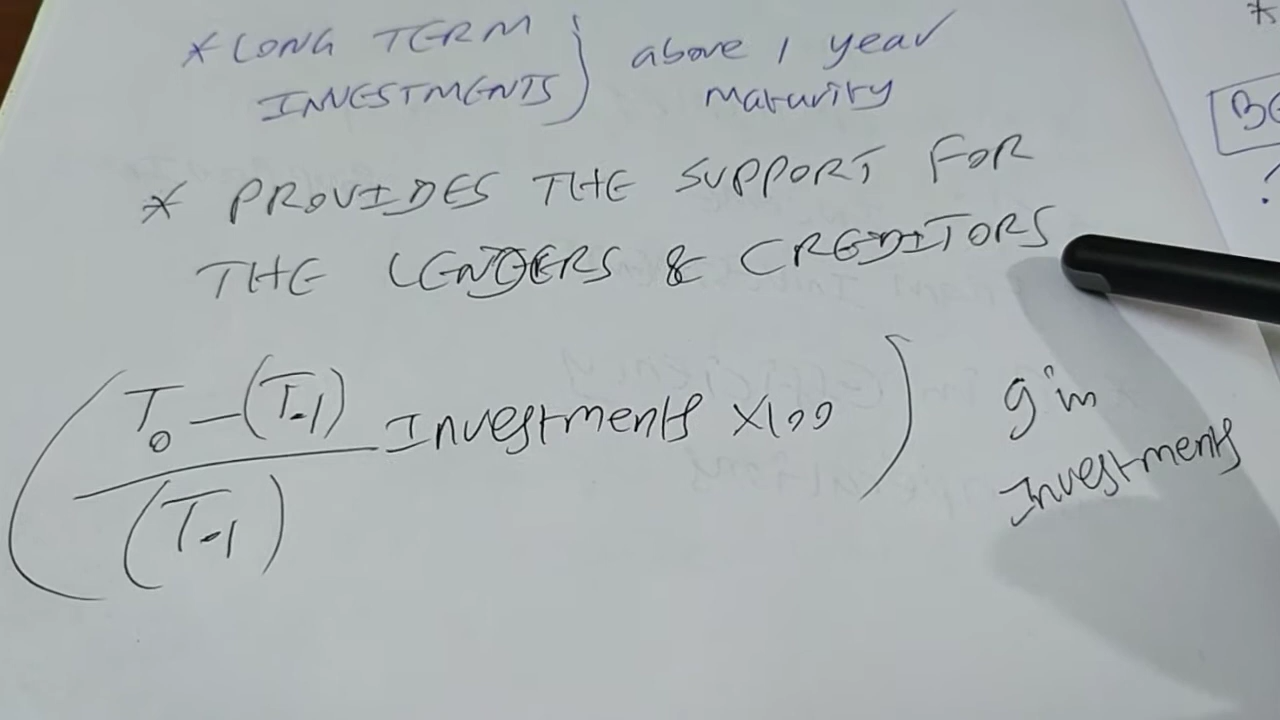 * LONG TERM INVESTMENTS } above 1 year maturity
* PROVIDES THE SUPPORT FOR
THE LENDERS & CREDITORS
( T0 - (T-1) / (T-1) Investments X100 ) g in Investments
*
?